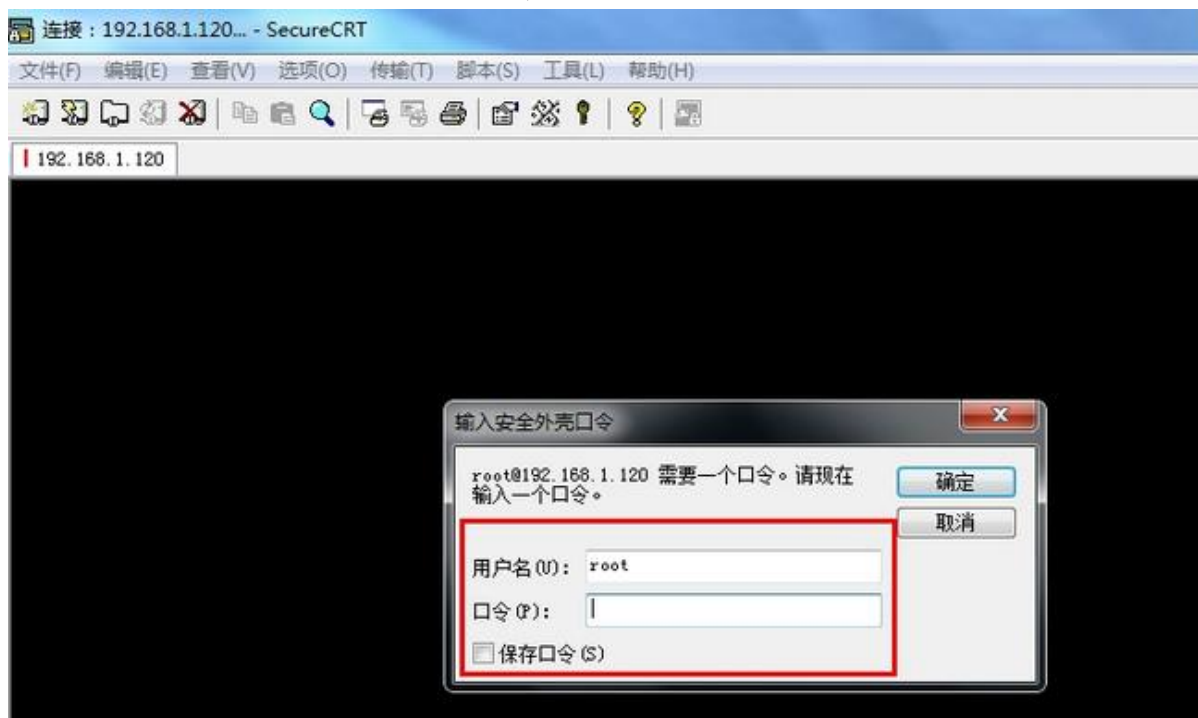 连接：192.168.1.120... - SecureCRT
文件(F) 编辑(E) 查看(V) 选项(O) 传输(T) 脚本(S) 工具(L) 帮助(H)
192.168.1.120
输入安全外壳口令
root@192.168.1.120 需要一个口令。请现在
输入一个口令。
确定
取消
用户名(U): root
口令(P):
保存口令(S)